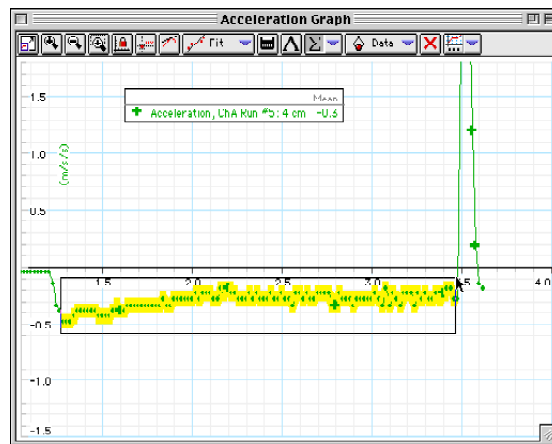 Acceleration Graph
Fit
Σ
Data
Mean
Acceleration, ChA Run #5: 4 cm -0.3
(m/s/s)
1.5
1.0
0.5
-0.5
-1.0
-1.5
1.5
2.0
2.5
3.0
3.5
4.0